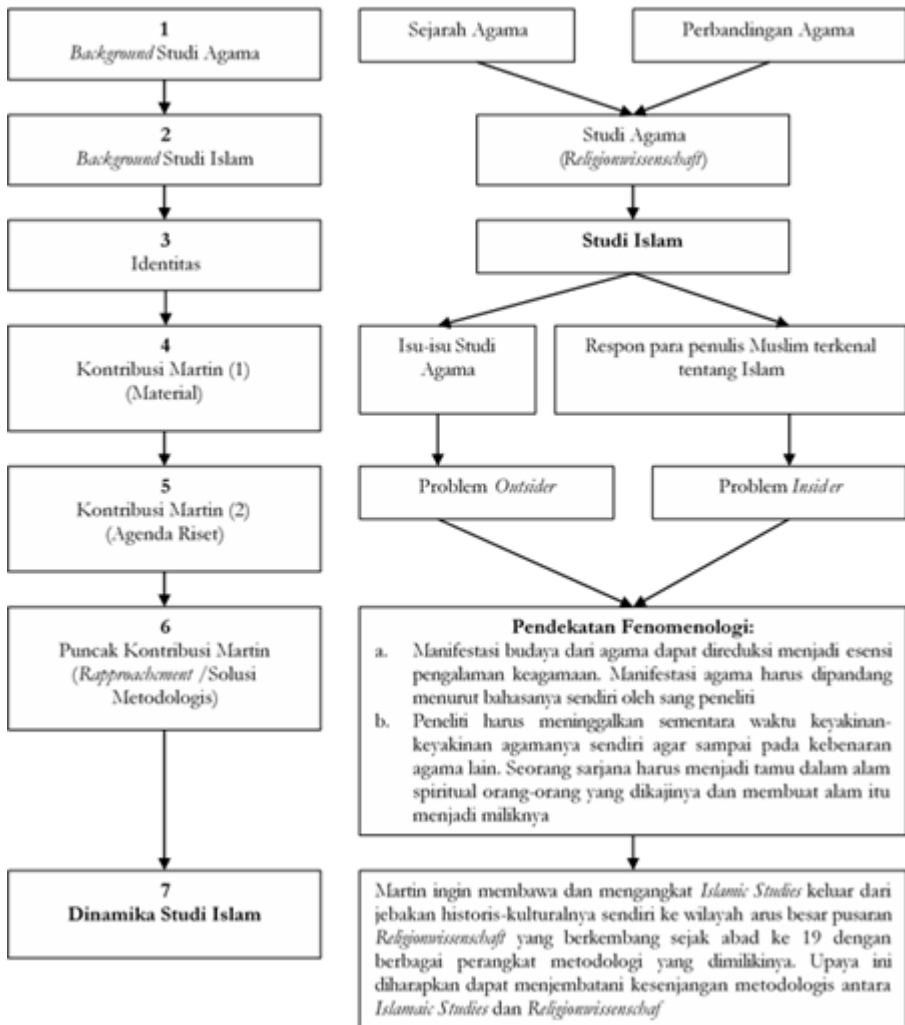 1
Background Studi Agama
Sejarah Agama
Perbandingan Agama
2
Background Studi Islam
Studi Agama
(Religionwissenschaft)
3
Identitas
Studi Islam
4
Kontribusi Martin (1)
(Material)
Isu-isu Studi
Agama
Respon para penulis Muslim terkenal
tentang Islam
5
Kontribusi Martin (2)
(Agenda Riset)
Problem Outsider
Problem Insider
6
Puncak Kontribusi Martin
(Rapproachement /Solusi
Metodologis)
Pendekatan Fenomenologi:
a. Manifestasi budaya dari agama dapat direduksi menjadi esensi
pengalaman keagamaan. Manifestasi agama harus dipandang
menurut bahasanya sendiri oleh sang peneliti
b. Peneliti harus meninggalkan sementara waktu keyakinan-
keyakinan agamanya sendiri agar sampai pada kebenaran
agama lain. Seorang sarjana harus menjadi tamu dalam alam
spiritual orang-orang yang dikajinya dan membuat alam itu
menjadi miliknya
7
Dinamika Studi Islam
Martin ingin membawa dan mengangkat Islamic Studies keluar dari
jebakan historis-kulturalnya sendiri ke wilayah arus besar pusaran
Religionwissenschaft yang berkembang sejak abad ke 19 dengan
berbagai perangkat metodologi yang dimilikinya. Upaya ini
diharapkan dapat menjembatani kesenjangan metodologis antara
Islamaic Studies dan Religionwissenschaf